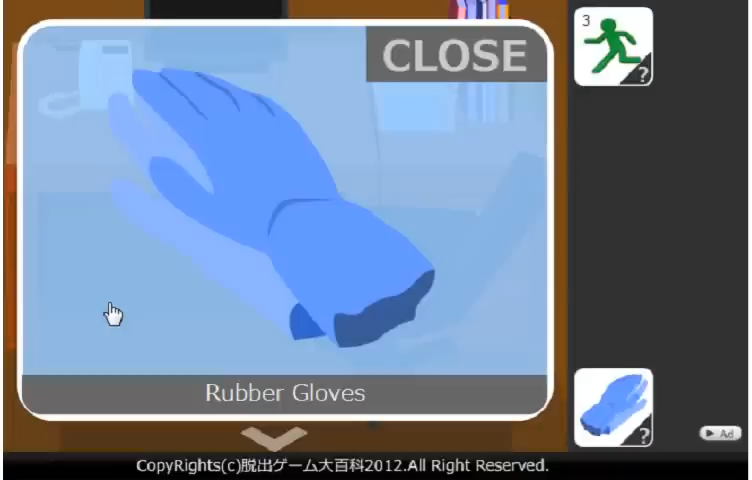 CLOSE
3
?
Rubber Gloves
?
Ad
CopyRights(c)脱出ゲーム大百科2012.All Right Reserved.